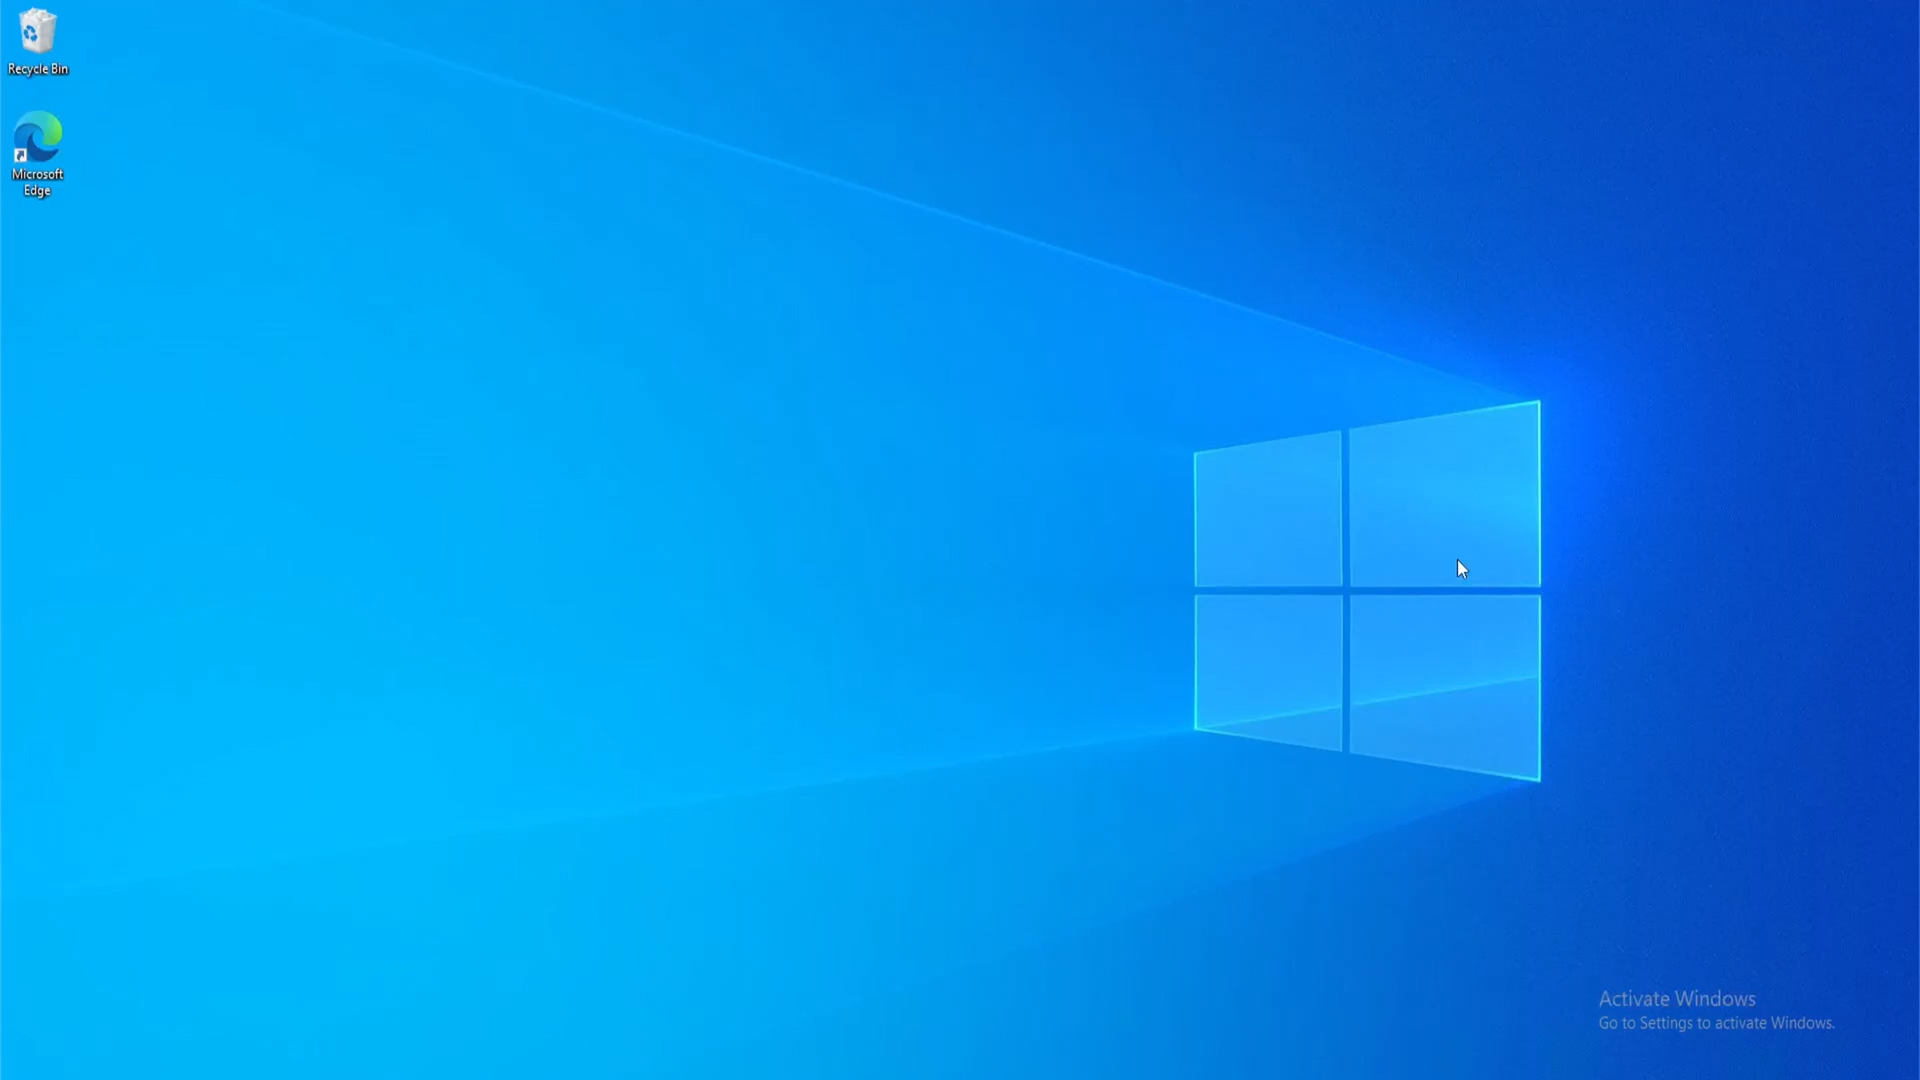 Recycle Bin
Microsoft
Edge
Activate Windows
Go to Settings to activate Windows.